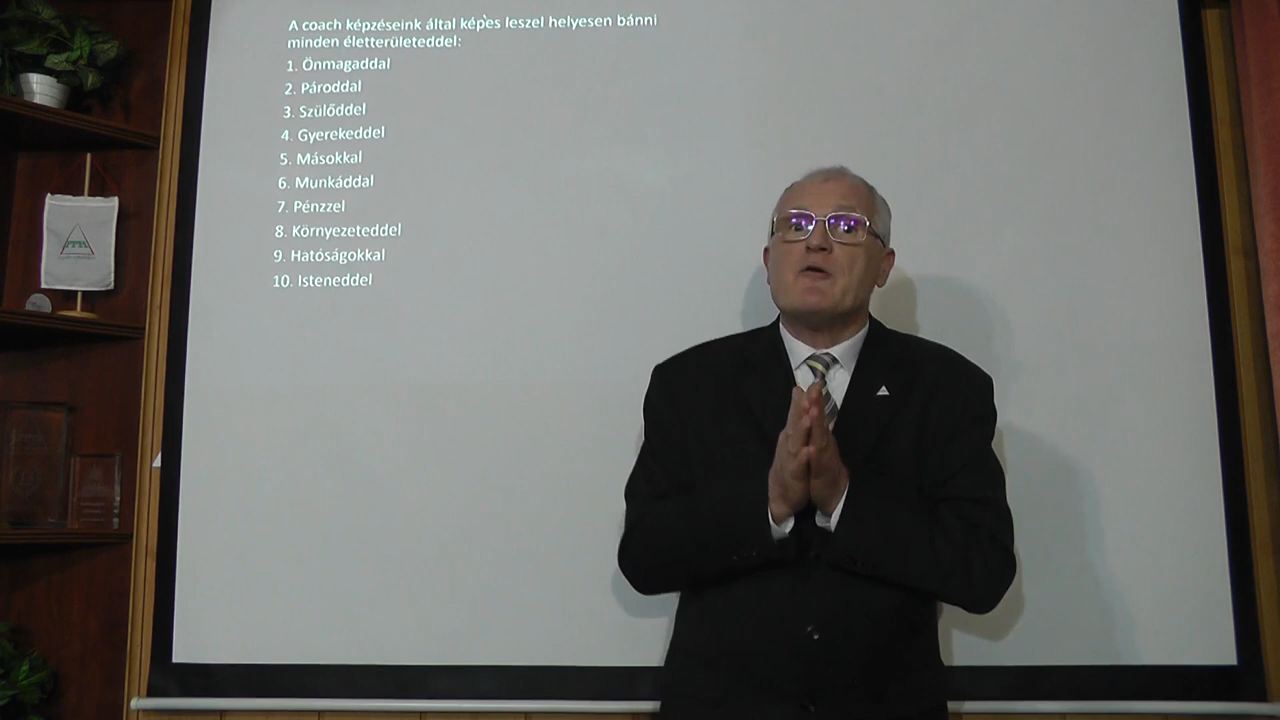 A coach képzéseink által képes leszel helyesen bánni
minden életterületeddel:
1. Önmagaddal
2. Pároddal
3. Szülőddel
4. Gyerekeddel
5. Másokkal
6. Munkáddal
7. Pénzzel
8. Környezeteddel
9. Hatóságokkal
10. Isteneddel